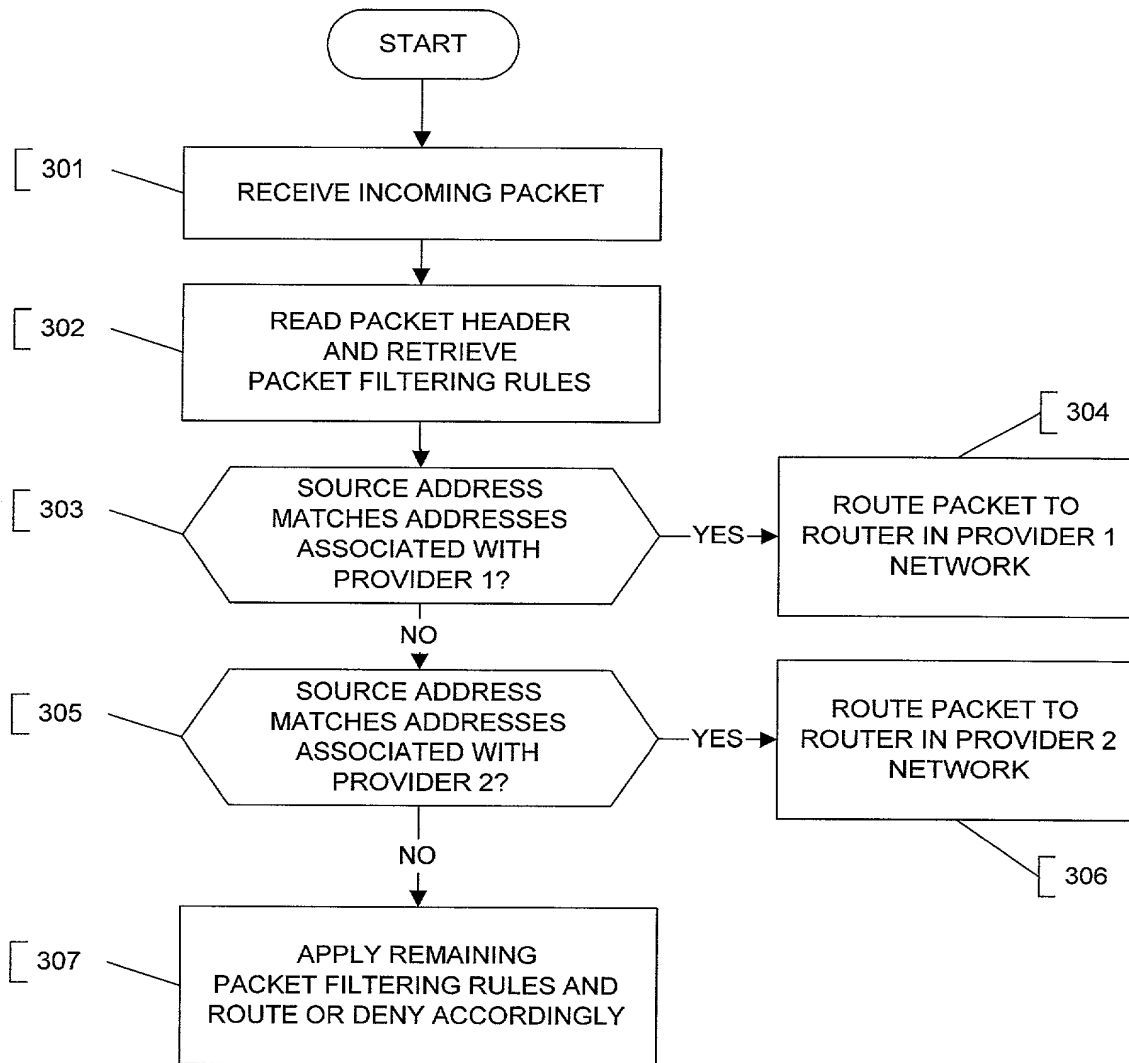 START
301
RECEIVE INCOMING PACKET
302
READ PACKET HEADER
AND RETRIEVE
PACKET FILTERING RULES
304
303
SOURCE ADDRESS
MATCHES ADDRESSES
ASSOCIATED WITH
PROVIDER 1?
YES
ROUTE PACKET TO
ROUTER IN PROVIDER 1
NETWORK
NO
305
SOURCE ADDRESS
MATCHES ADDRESSES
ASSOCIATED WITH
PROVIDER 2?
YES
ROUTE PACKET TO
ROUTER IN PROVIDER 2
NETWORK
NO
306
307
APPLY REMAINING
PACKET FILTERING RULES AND
ROUTE OR DENY ACCORDINGLY